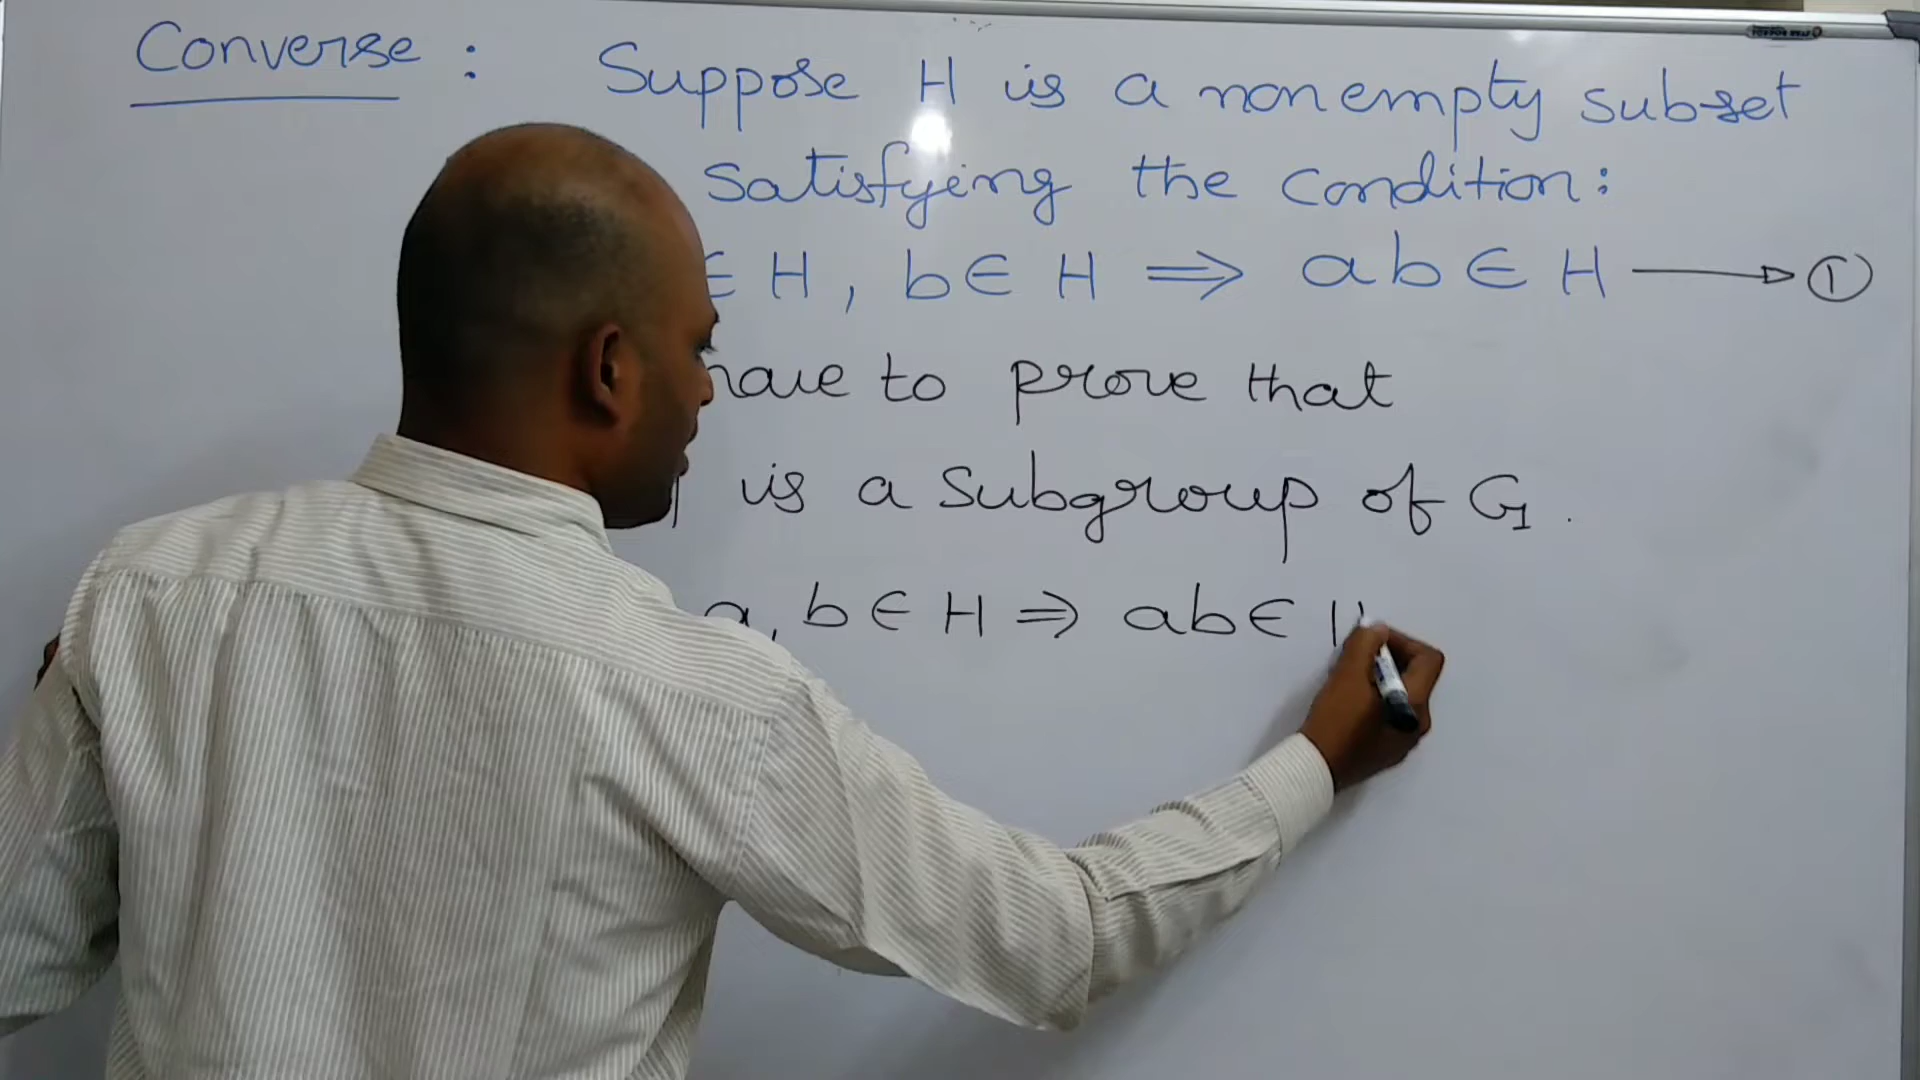 Converse : Suppose H is a nonempty subset
satisfying the condition:
∈ H, b ∈ H ⟹ ab ∈ H ⟶ ①
have to prove that
is a subgroup of G.
a, b ∈ H ⇒ ab ∈ H